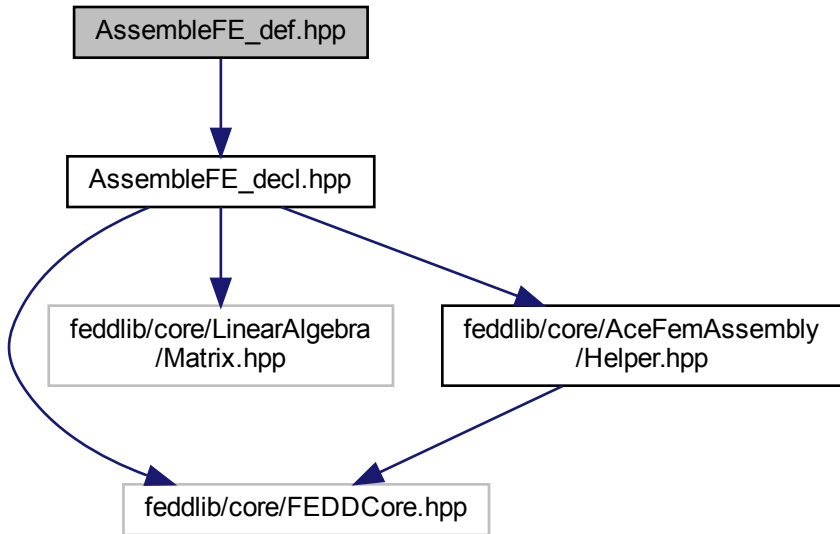 AssembleFE_def.hpp
AssembleFE_decl.hpp
feddlib/core/LinearAlgebra
/Matrix.hpp
feddlib/core/AceFemAssembly
/Helper.hpp
feddlib/core/FEDDCore.hpp